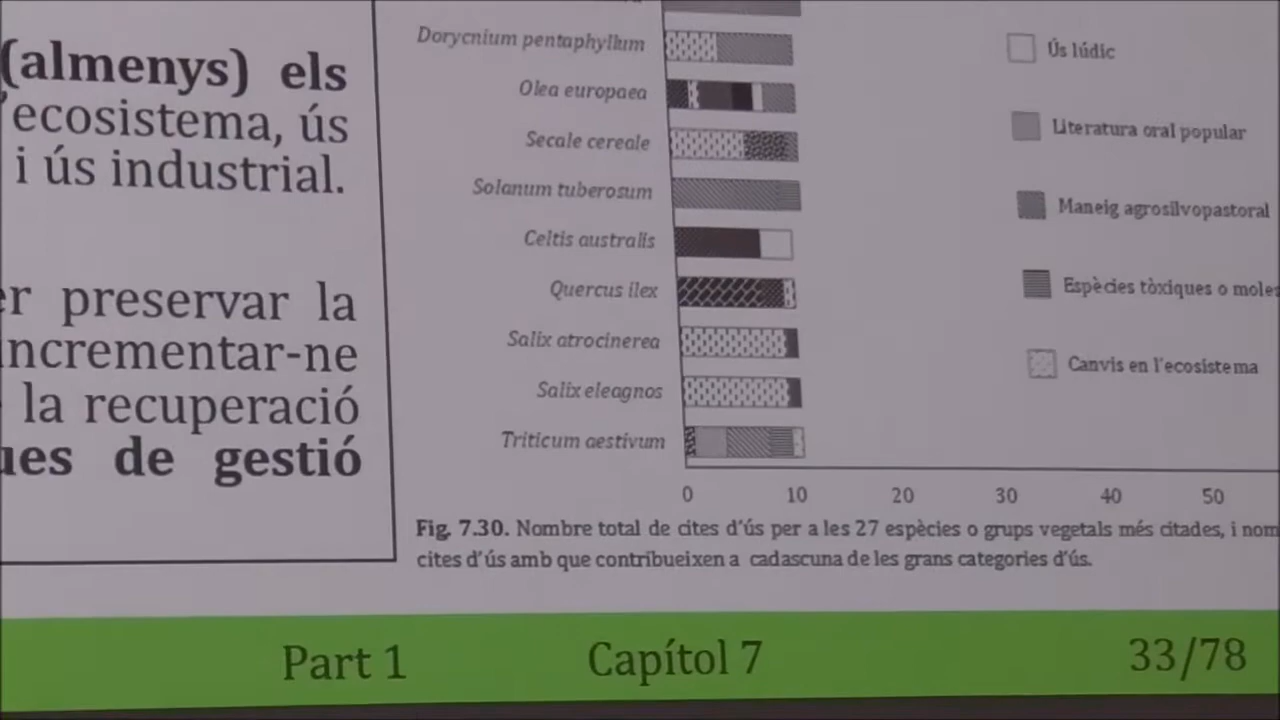 (almenys) els
ecosistema, ús
i ús industrial.
preservar la
incrementar-ne
la recuperació
de gestió
Dorycnium pentaphyllum
Olea europaea
Secale cereale
Solanum tuberosum
Celtis australis
Quercus ilex
Salix atrocinerea
Salix eleagnos
Triticum aestivum
0 10 20 30 40 50
Ús lúdic
Literatura oral popular
Maneig agrosilvopastoral
Espècies tòxiques o moles
Canvis en l'ecosistema
Fig. 7.30. Nombre total de cites d'ús per a les 27 espècies o grups vegetals més citades, i nom
cites d'ús amb que contribueixen a cadascuna de les grans categories d'ús.
Part 1 Capítol 7 33/78